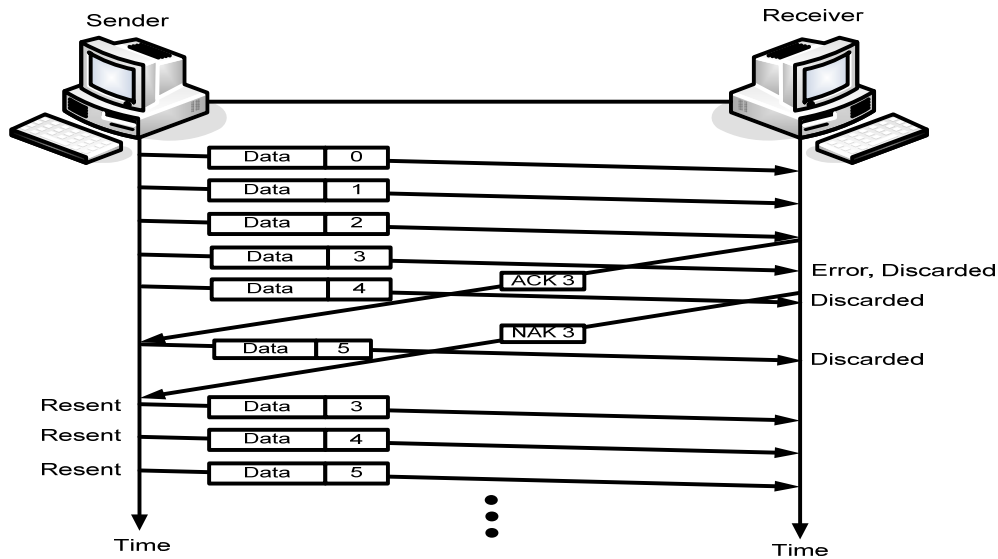 Sender
Receiver
Data 0
Data 1
Data 2
Data 3
Error, Discarded
ACK 3
Data 4
Discarded
NAK 3
Data 5
Discarded
Resent Data 3
Resent Data 4
Resent Data 5
Time
Time